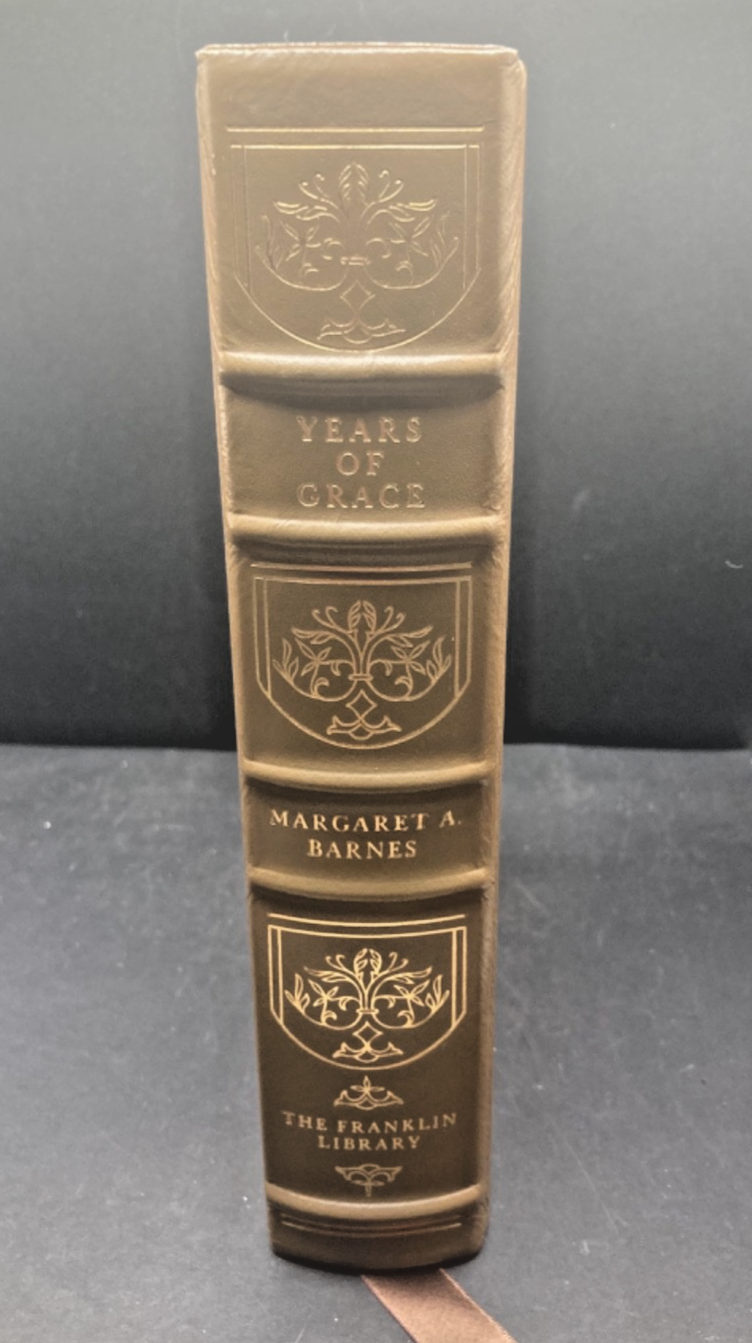 YEARS
OF
GRACE
MARGARET A.
BARNES
THE FRANKLIN
LIBRARY